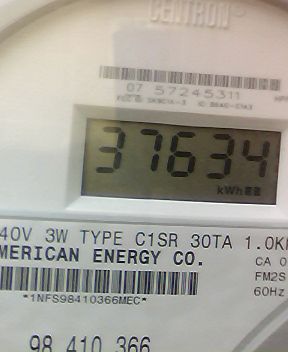 CENTRON®
07 57245311
37634
kWh
40V 3W TYPE C1SR 30TA 1.0K
MERICAN ENERGY CO.
CA 0
FM2S
60Hz
*1NFS98410366MEC*
98 410 366